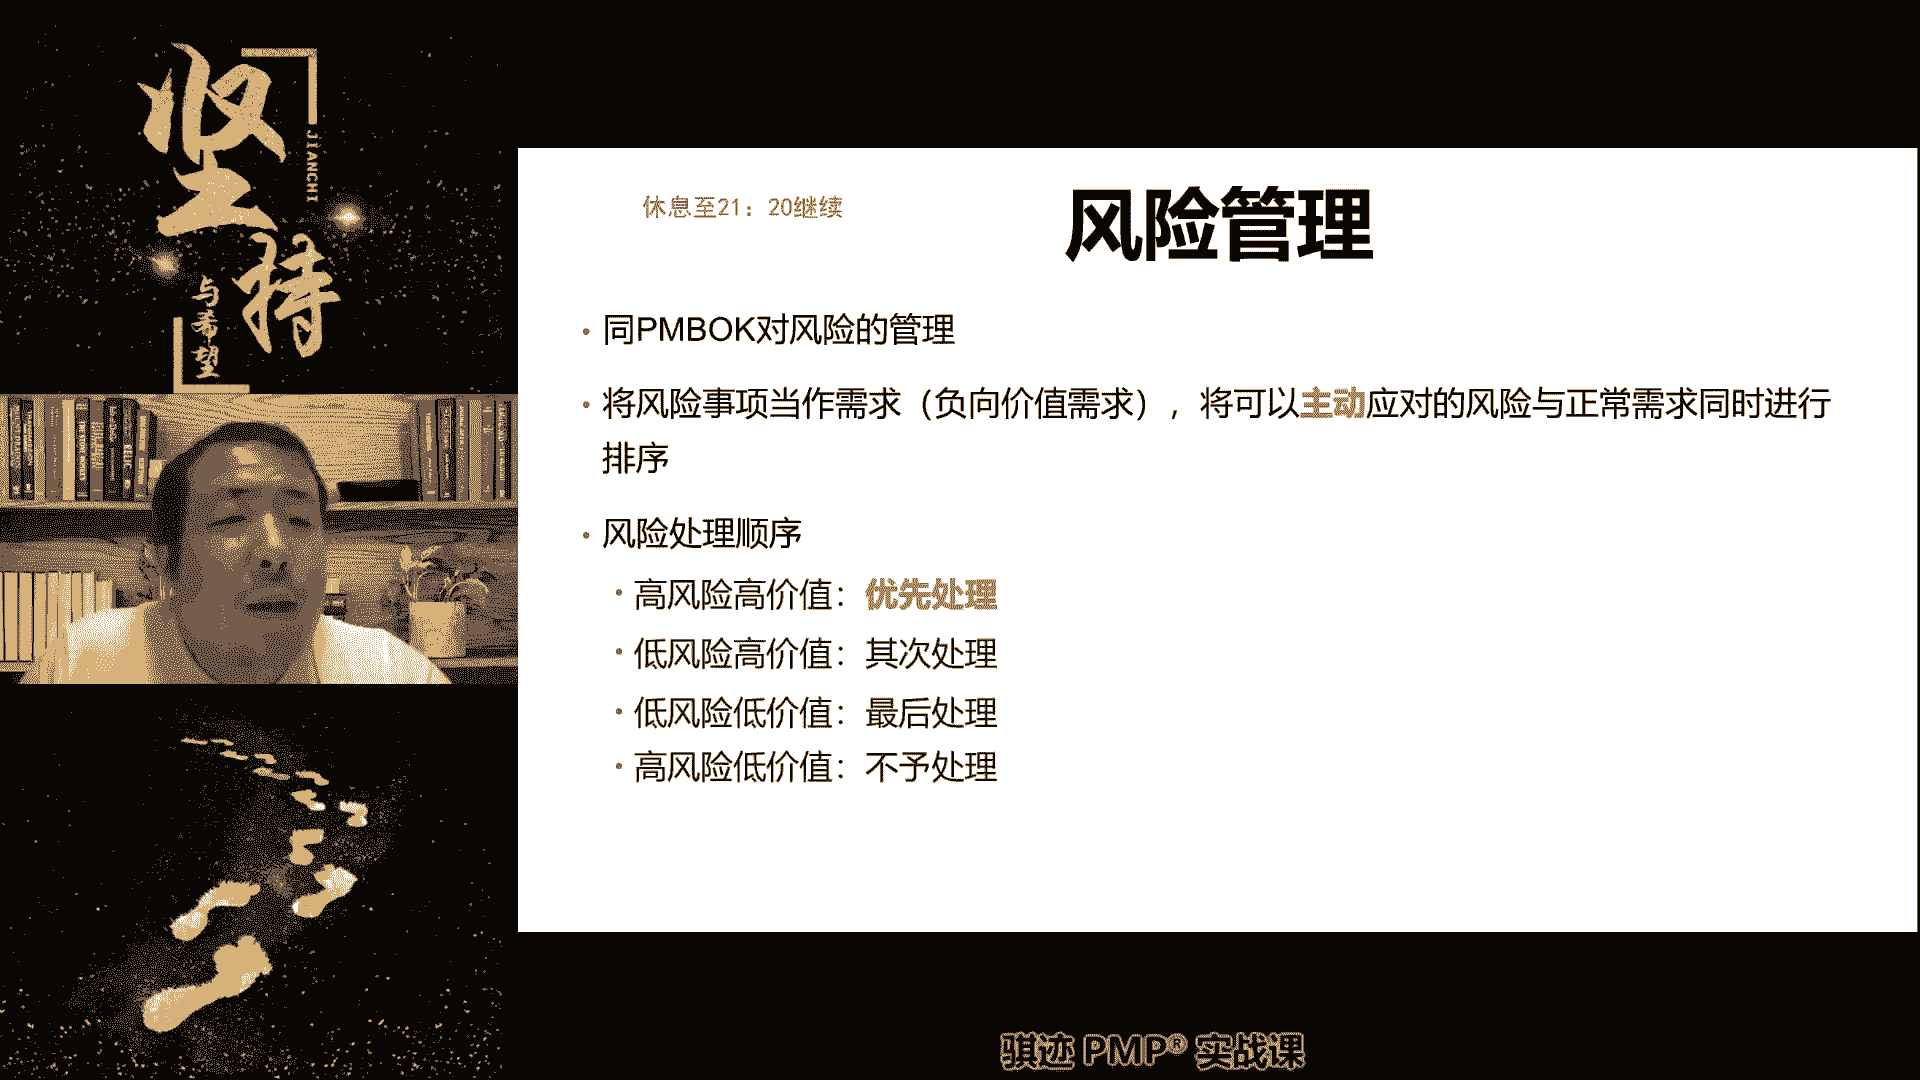 坚持
JIANCHI
与希望
休息至21：20继续
风险管理
• 同PMBOK对风险的管理
• 将风险事项当作需求（负向价值需求），将可以主动应对的风险与正常需求同时进行
排序
• 风险处理顺序
• 高风险高价值：优先处理
• 低风险高价值：其次处理
• 低风险低价值：最后处理
• 高风险低价值：不予处理
骐迹 PMP® 实战课